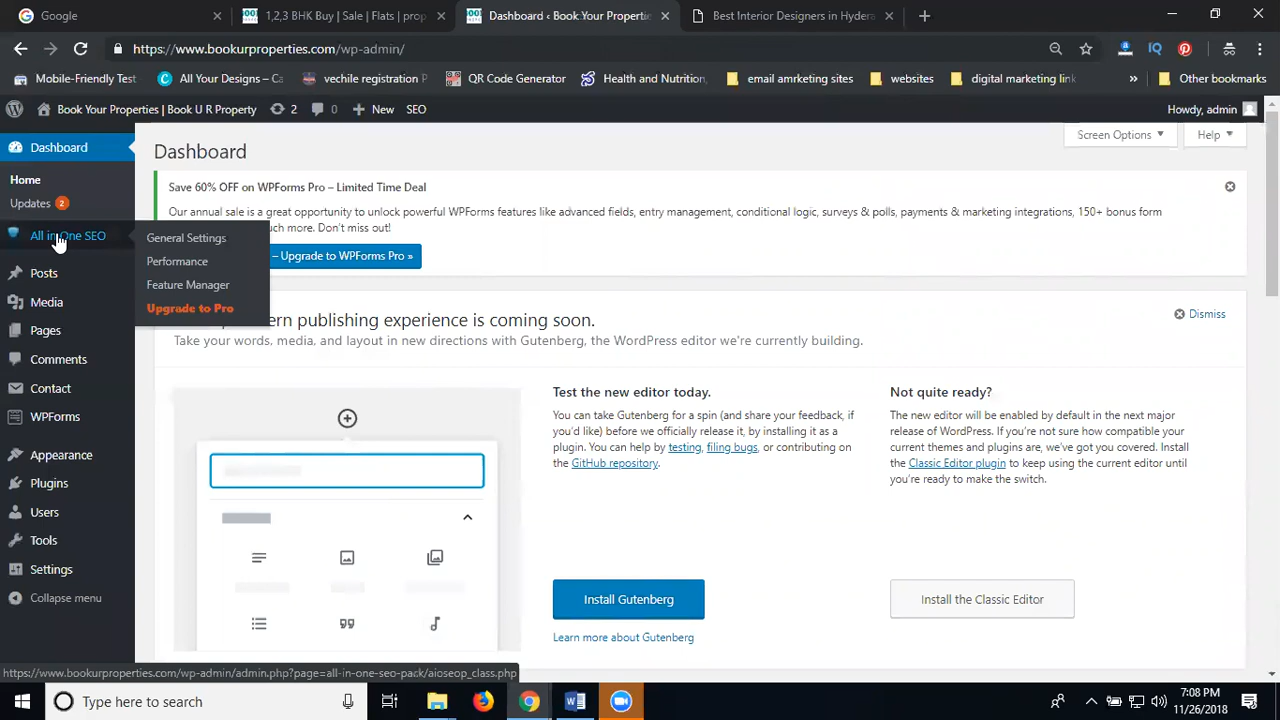 Google
1,2,3 BHK Buy | Sale | Flats | prop
Dashboard ‹ Book Your Propertie
Best Interior Designers in Hydera
https://www.bookurproperties.com/wp-admin/
Mobile-Friendly Test
All Your Designs – Ca
vechile registration f
QR Code Generator
Health and Nutrition,
email amrketing sites
websites
digital marketing link
Other bookmarks
Book Your Properties | Book U R Property
2
0
New
SEO
Howdy, admin
Dashboard
Home
Updates 2
All in One SEO
Posts
Media
Pages
Comments
Contact
WPForms
Appearance
Plugins
Users
Tools
Settings
Collapse menu
General Settings
Performance
Feature Manager
Upgrade to Pro
Screen Options
Help
Dashboard
Save 60% OFF on WPForms Pro – Limited Time Deal
Our annual sale is a great opportunity to unlock powerful WPForms features like advanced fields, entry management, conditional logic, surveys & polls, payments & marketing integrations, 150+ bonus form
much more. Don't miss out!
– Upgrade to WPForms Pro »
ern publishing experience is coming soon.
Dismiss
Take your words, media, and layout in new directions with Gutenberg, the WordPress editor we're currently building.
Test the new editor today.
You can take Gutenberg for a spin (and share your feedback, if
you'd like) before we officially release it, by installing it as a
plugin. You can help by testing, filing bugs, or contributing on
the GitHub repository.
Install Gutenberg
Learn more about Gutenberg
Not quite ready?
The new editor will be enabled by default in the next major
release of WordPress. If you're not sure how compatible your
current themes and plugins are, we've got you covered. Install
the Classic Editor plugin to keep using the current editor until
you're ready to make the switch.
Install the Classic Editor
https://www.bookurproperties.com/wp-admin/admin.php?page=all-in-one-seo-pack/aioseop_class.php
Type here to search
7:08 PM
11/26/2018